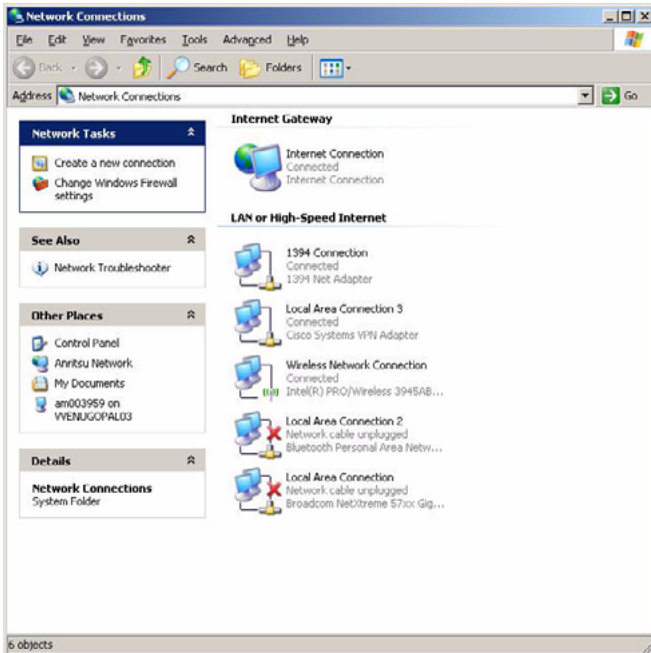 Network Connections
File Edit View Favorites Tools Advanced Help
Back Search Folders
Address Network Connections Go
Network Tasks
Create a new connection
Change Windows Firewall
settings
See Also
Network Troubleshooter
Other Places
Control Panel
Anritsu Network
My Documents
am003959 on
VVENUGOPAL03
Details
Network Connections
System Folder
Internet Gateway
Internet Connection
Connected
Internet Connection
LAN or High-Speed Internet
1394 Connection
Connected
1394 Net Adapter
Local Area Connection 3
Connected
Cisco Systems VPN Adapter
Wireless Network Connection
Connected
Intel(R) PRO/Wireless 3945AB...
Local Area Connection 2
Network cable unplugged
Bluetooth Personal Area Netw...
Local Area Connection
Network cable unplugged
Broadcom NetXtreme 57xx Gig...
6 objects